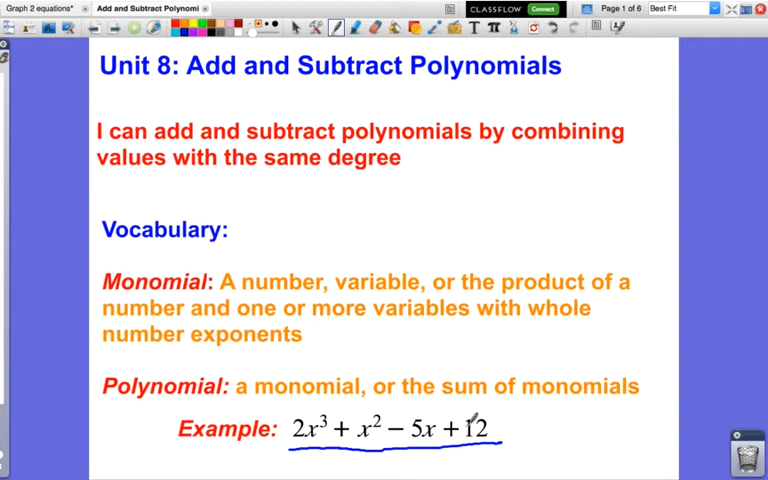 Graph 2 equations*
Add and Subtract Polynomi
CLASSFLOW Connect
Page 1 of 6
Best Fit
Unit 8: Add and Subtract Polynomials
I can add and subtract polynomials by combining
values with the same degree
Vocabulary:
Monomial: A number, variable, or the product of a
number and one or more variables with whole
number exponents
Polynomial: a monomial, or the sum of monomials
Example: 2x³ + x² − 5x + 12